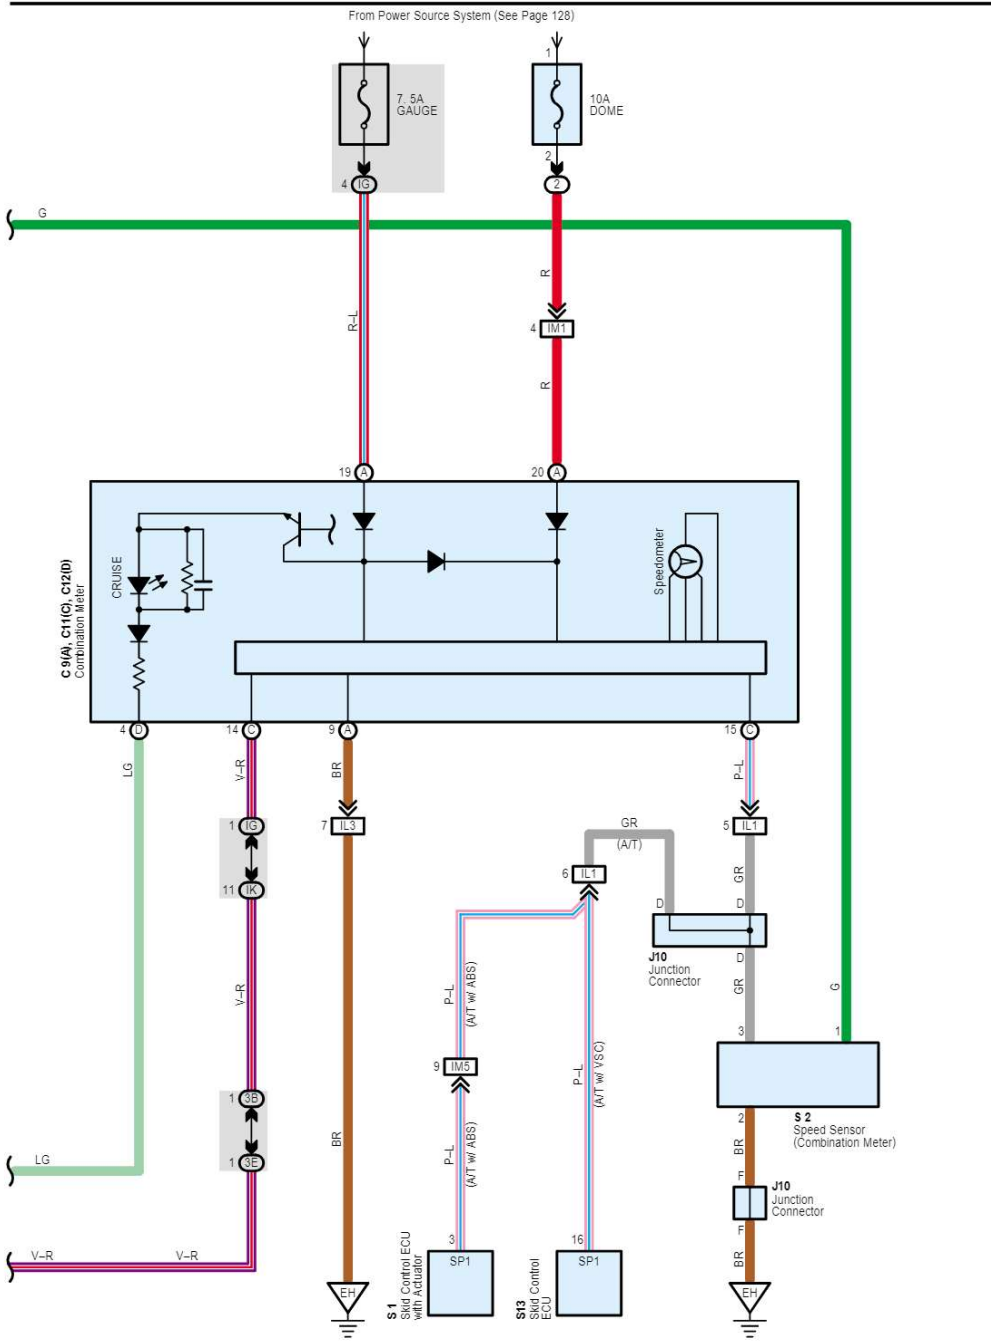 From Power Source System (See Page 128)
1
7. 5A
GAUGE
10A
DOME
2
4 IG
2
G
R
R–L
4 IM1
R
19 A
20 A
CRUISE
Speedometer
C 9(A), C11(C), C12(D)
Combination Meter
4 D
14 C
9 A
15 C
LG
V–R
BR
P–L
1 IG
7 IL3
GR
(A/T)
5 IL1
6 IL1
GR
11 IK
D
D
J10
Junction
Connector
D
P–L
(A/T w/ ABS)
V–R
GR
G
3
1
9 IM5
P–L
(A/T w/ VSC)
1 3B
S 2
Speed Sensor
(Combination Meter)
2
BR
P–L
(A/T w/ ABS)
BR
LG
1 3E
F
J10
Junction
Connector
F
V–R
V–R
3
16
BR
SP1
SP1
S 1
Skid Control ECU
with Actuator
S13
Skid Control
ECU
EH
EH